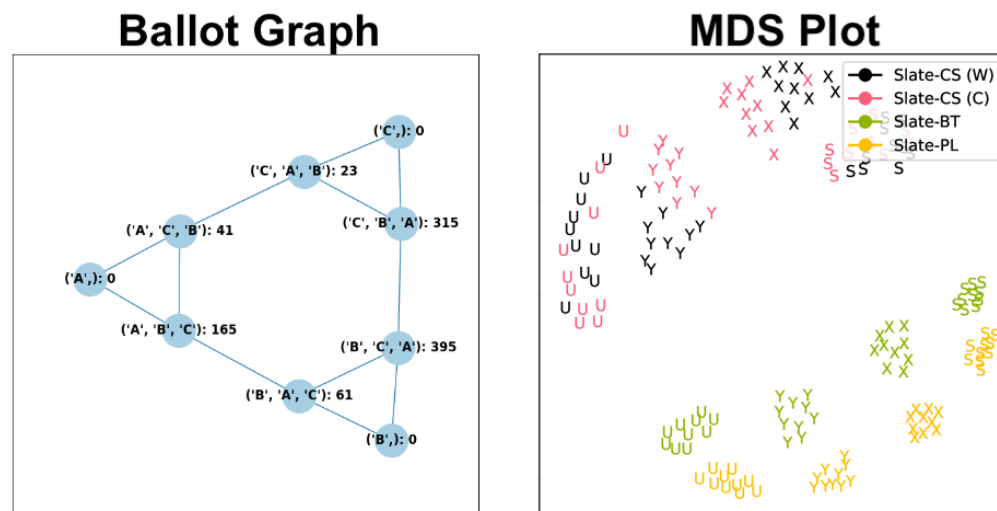 Ballot Graph
('C',): 0
('C', 'A', 'B'): 23
('A', 'C', 'B'): 41
('C', 'B', 'A'): 315
('A',): 0
('A', 'B', 'C'): 165
('B', 'C', 'A'): 395
('B', 'A', 'C'): 61
('B',): 0
MDS Plot
Slate-CS (W)
Slate-CS (C)
Slate-BT
Slate-PL